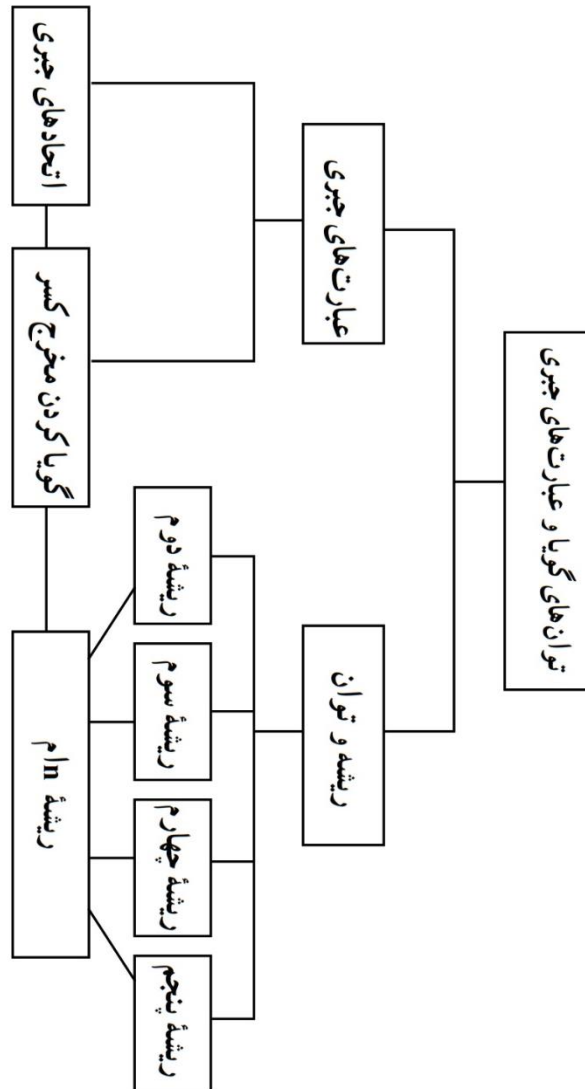 توان‌های گویا و عبارت‌های جبری
ریشه و توان
عبارت‌های جبری
ریشهٔ پنجم
ریشهٔ چهارم
ریشهٔ سوم
ریشهٔ دوم
ریشهٔ nام
گویا کردن مخرج کسر
اتحادهای جبری